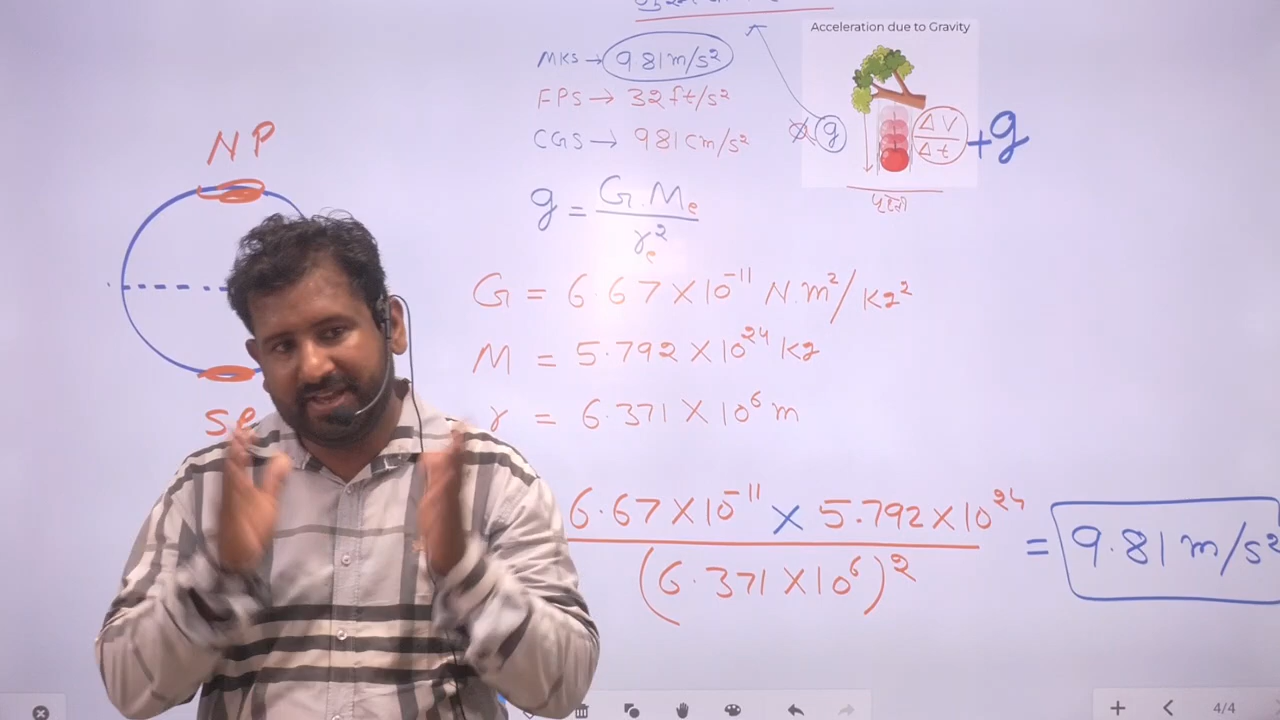 Acceleration due to Gravity
MKS → 9.81 m/s²
FPS → 32 ft/s²
CGS → 981 cm/s²
g
ΔV
Δt
+g
पृथ्वी
NP
SP
g = G.Me
re²
G = 6.67 × 10⁻¹¹ N.m²/kg²
M = 5.792 × 10²⁴ kg
r = 6.371 × 10⁶ m
6.67 × 10⁻¹¹ × 5.792 × 10²⁴
(6.371 × 10⁶)²
= 9.81 m/s²
4/4